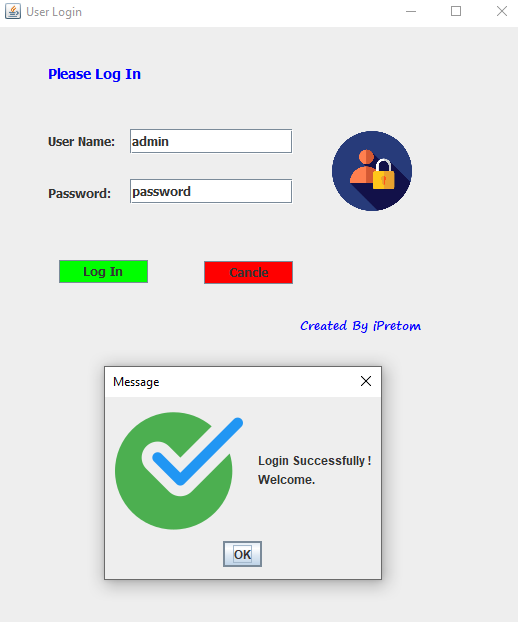 User Login
Please Log In
User Name: admin
Password: password
Log In Cancle
Created By iPretom
Message
Login Successfully !
Welcome.
OK